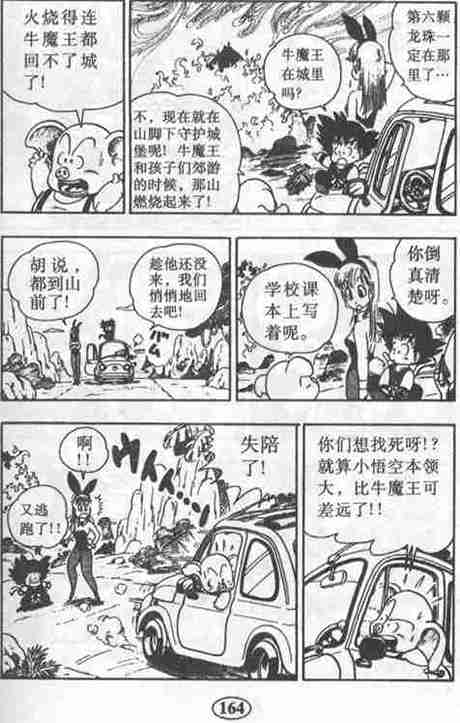 第六颗
龙珠一
定在那
里了…
牛魔王
在城里
吗?
不，现在就在
山脚下守护城
堡呢！牛魔王
和孩子们郊游
的时候，那山
燃烧起来了！
火烧得连
牛魔王都
回不了城
了！
你倒
真清
楚呀。
学校课
本上写
着呢。
趁他还没
来，我们
悄悄地回
去吧！
胡说，
都到山
前了！
你们想找死呀!?
就算小悟空本领
大，比牛魔王可
差远了!!
失陪
了！
啊
!!
又逃
跑了!!
164